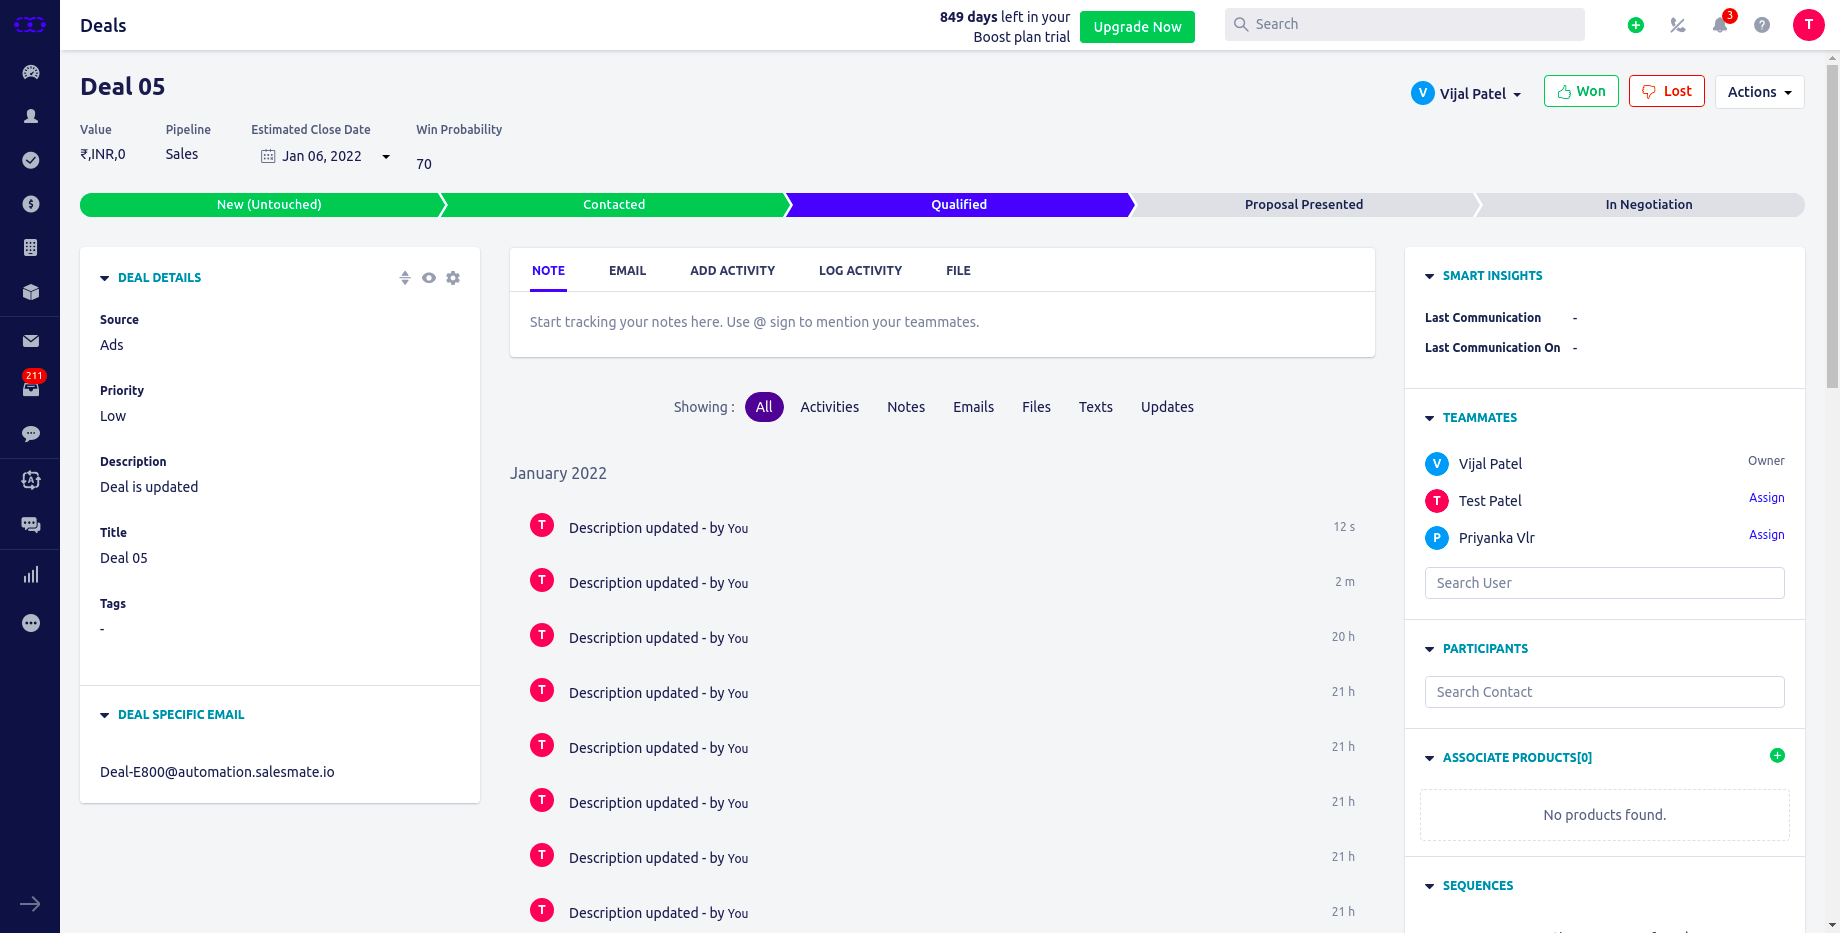 Deals
849 days left in your
Boost plan trial
Upgrade Now
Search
3
T
211
Deal 05
V Vijal Patel
Won
Lost
Actions
Value
Pipeline
Estimated Close Date
Win Probability
₹,INR,0
Sales
Jan 06, 2022
70
New (Untouched)
Contacted
Qualified
Proposal Presented
In Negotiation
DEAL DETAILS
Source
Ads
Priority
Low
Description
Deal is updated
Title
Deal 05
Tags
-
DEAL SPECIFIC EMAIL
Deal-E800@automation.salesmate.io
NOTE
EMAIL
ADD ACTIVITY
LOG ACTIVITY
FILE
Start tracking your notes here. Use @ sign to mention your teammates.
Showing :
All
Activities
Notes
Emails
Files
Texts
Updates
January 2022
T Description updated - by You 12 s
T Description updated - by You 2 m
T Description updated - by You 20 h
T Description updated - by You 21 h
T Description updated - by You 21 h
T Description updated - by You 21 h
T Description updated - by You 21 h
T Description updated - by You 21 h
SMART INSIGHTS
Last Communication -
Last Communication On -
TEAMMATES
V Vijal Patel Owner
T Test Patel Assign
P Priyanka Vlr Assign
Search User
PARTICIPANTS
Search Contact
ASSOCIATE PRODUCTS[0]
No products found.
SEQUENCES